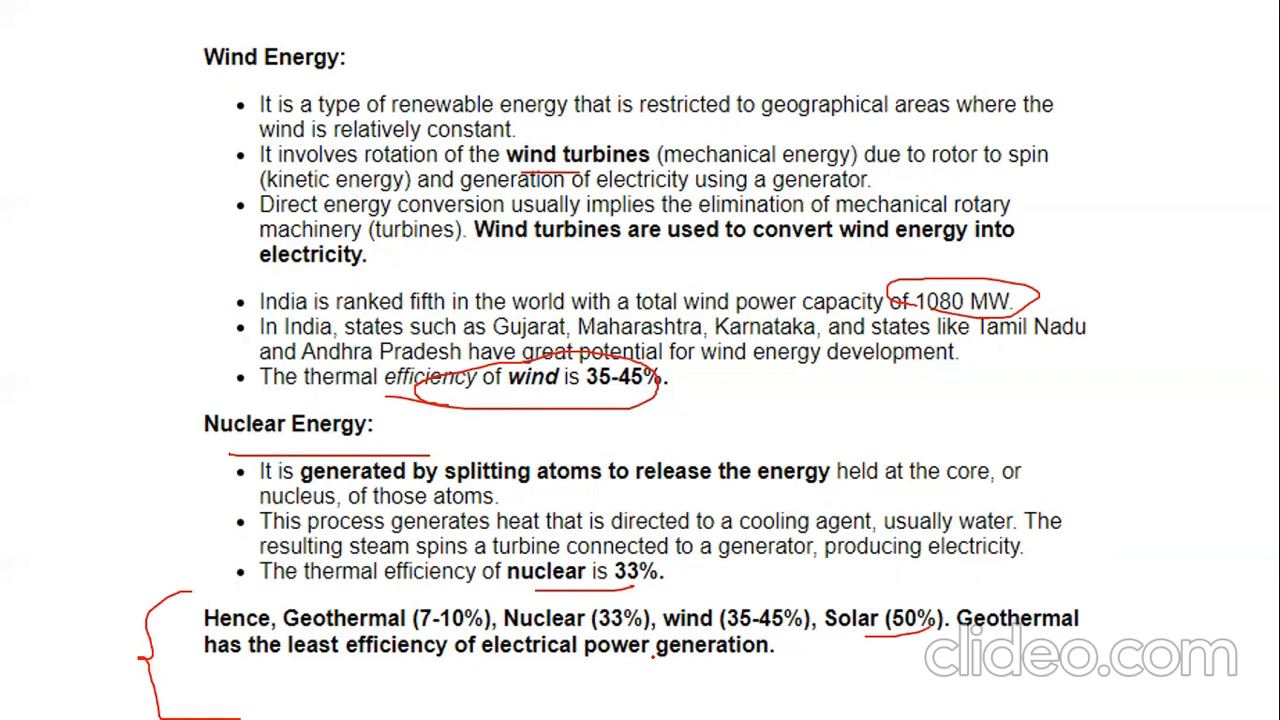 Wind Energy:
• It is a type of renewable energy that is restricted to geographical areas where the
wind is relatively constant.
• It involves rotation of the wind turbines (mechanical energy) due to rotor to spin
(kinetic energy) and generation of electricity using a generator.
• Direct energy conversion usually implies the elimination of mechanical rotary
machinery (turbines). Wind turbines are used to convert wind energy into
electricity.
• India is ranked fifth in the world with a total wind power capacity of 1080 MW.
• In India, states such as Gujarat, Maharashtra, Karnataka, and states like Tamil Nadu
and Andhra Pradesh have great potential for wind energy development.
• The thermal efficiency of wind is 35-45%.
Nuclear Energy:
• It is generated by splitting atoms to release the energy held at the core, or
nucleus, of those atoms.
• This process generates heat that is directed to a cooling agent, usually water. The
resulting steam spins a turbine connected to a generator, producing electricity.
• The thermal efficiency of nuclear is 33%.
Hence, Geothermal (7-10%), Nuclear (33%), wind (35-45%), Solar (50%). Geothermal
has the least efficiency of electrical power generation.
clideo.com